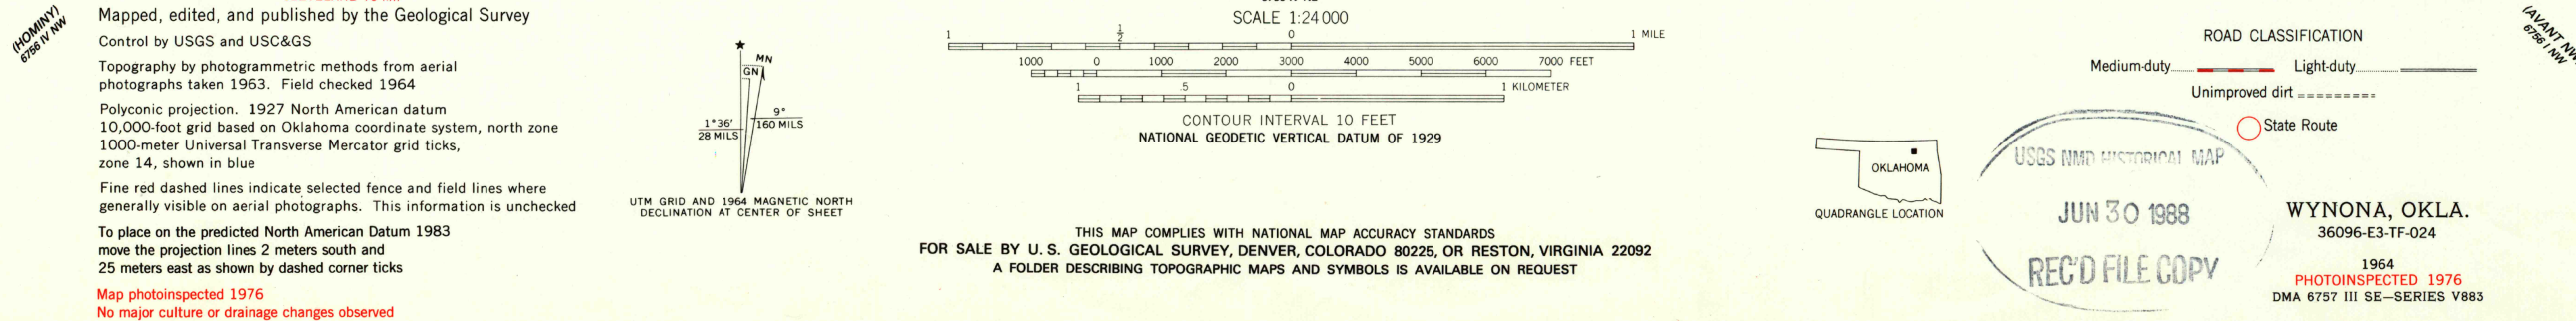 (HOMINY)
6756 IV NW
Mapped, edited, and published by the Geological Survey
Control by USGS and USC&GS
Topography by photogrammetric methods from aerial
photographs taken 1963. Field checked 1964
Polyconic projection. 1927 North American datum
10,000-foot grid based on Oklahoma coordinate system, north zone
1000-meter Universal Transverse Mercator grid ticks,
zone 14, shown in blue
Fine red dashed lines indicate selected fence and field lines where
generally visible on aerial photographs. This information is unchecked
To place on the predicted North American Datum 1983
move the projection lines 2 meters south and
25 meters east as shown by dashed corner ticks
Map photoinspected 1976
No major culture or drainage changes observed
MN
GN
1°36′
28 MILS
9°
160 MILS
UTM GRID AND 1964 MAGNETIC NORTH
DECLINATION AT CENTER OF SHEET
SCALE 1:24 000
1 1/2 0 1 MILE
1000 0 1000 2000 3000 4000 5000 6000 7000 FEET
1 .5 0 1 KILOMETER
CONTOUR INTERVAL 10 FEET
NATIONAL GEODETIC VERTICAL DATUM OF 1929
THIS MAP COMPLIES WITH NATIONAL MAP ACCURACY STANDARDS
FOR SALE BY U. S. GEOLOGICAL SURVEY, DENVER, COLORADO 80225, OR RESTON, VIRGINIA 22092
A FOLDER DESCRIBING TOPOGRAPHIC MAPS AND SYMBOLS IS AVAILABLE ON REQUEST
OKLAHOMA
QUADRANGLE LOCATION
ROAD CLASSIFICATION
Medium-duty Light-duty
Unimproved dirt
State Route
USGS NMD HISTORICAL MAP
JUN 30 1988
REC'D FILE COPY
WYNONA, OKLA.
36096-E3-TF-024
1964
PHOTOINSPECTED 1976
DMA 6757 III SE—SERIES V883
(AVANT NW
6756 I NW